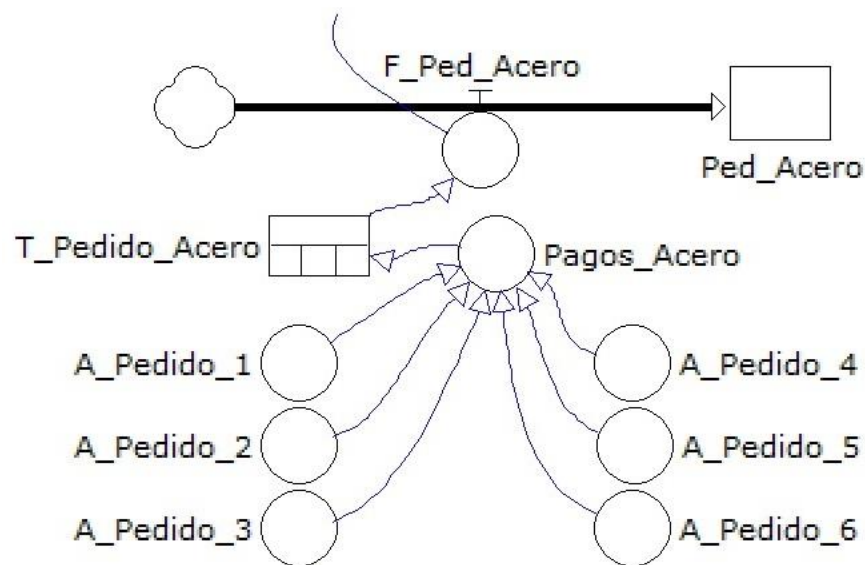 F_Ped_Acero
Ped_Acero
T_Pedido_Acero
Pagos_Acero
A_Pedido_1
A_Pedido_4
A_Pedido_2
A_Pedido_5
A_Pedido_3
A_Pedido_6